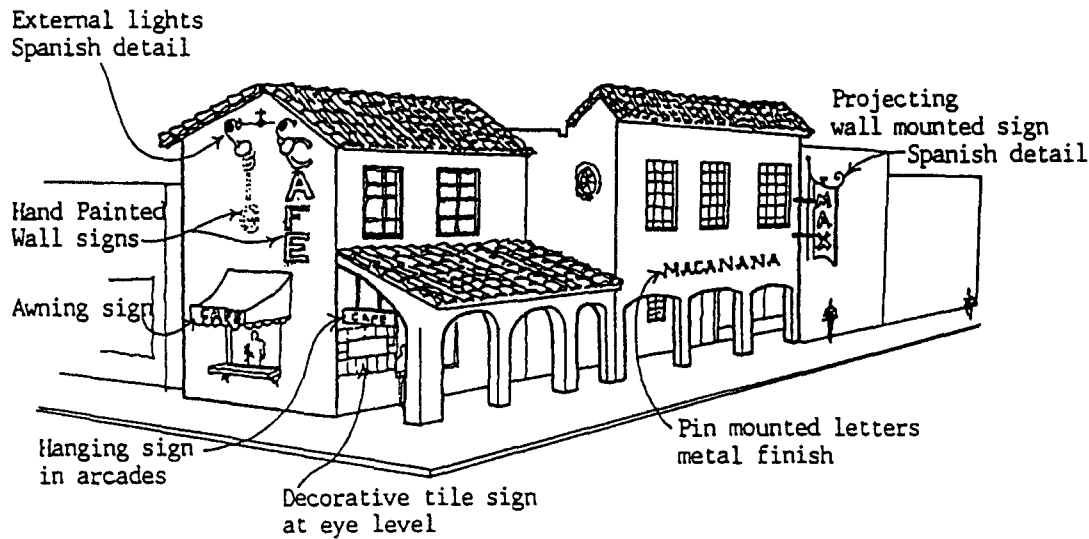 External lights
Spanish detail
Projecting
wall mounted sign
Spanish detail
CAFE
MAX
Hand Painted
Wall signs
MACANANA
Awning sign
CAFE
CAFE
Pin mounted letters
metal finish
Hanging sign
in arcades
Decorative tile sign
at eye level